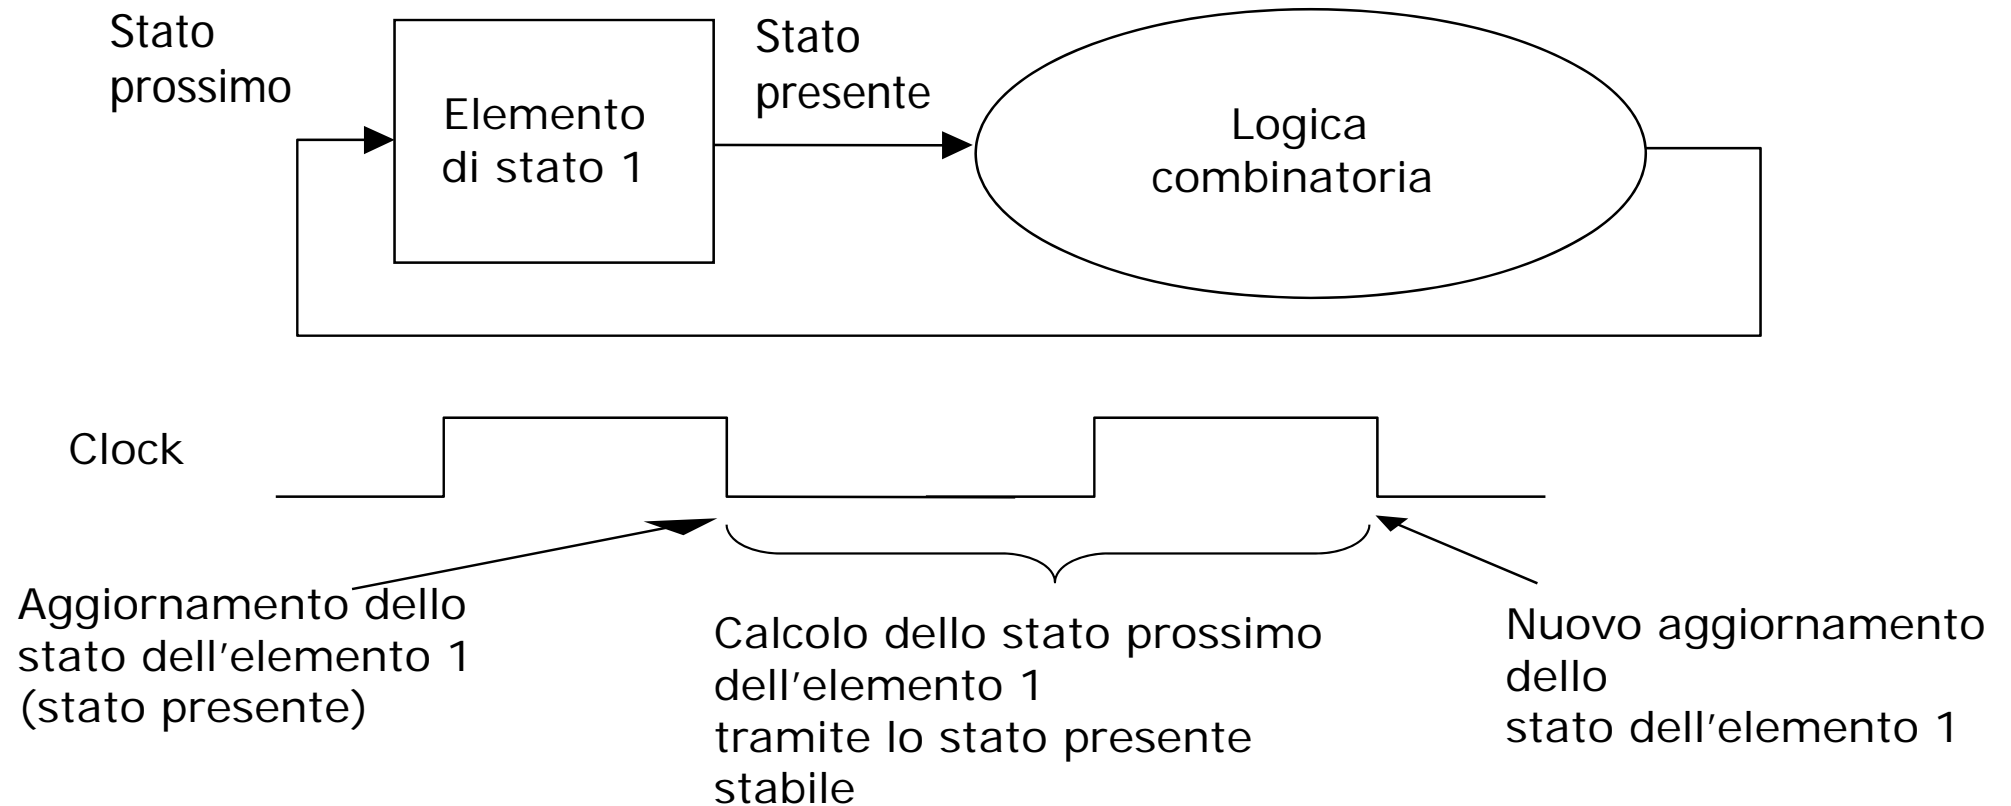 Stato
prossimo
Elemento
di stato 1
Stato
presente
Logica
combinatoria
Clock
Aggiornamento dello
stato dell'elemento 1
(stato presente)
Calcolo dello stato prossimo
dell'elemento 1
tramite lo stato presente
stabile
Nuovo aggiornamento
dello
stato dell'elemento 1